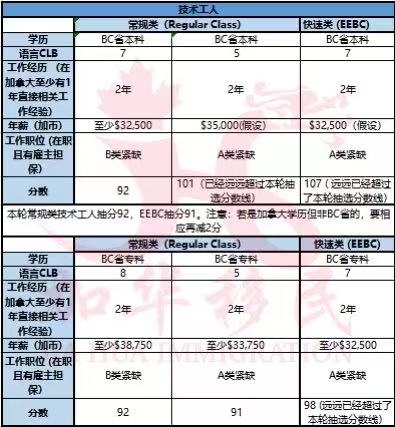 技术工人
常规类（Regular Class） 快速类 (EEBC)
学历 BC省本科 BC省本科 BC省本科
语言CLB 7 5 7
工作经历 （在加拿大至少有1年直接相关工作经验） 2年 2年 2年
年薪（加币） 至少$32,500 $35,000(假设) $32,500 （假设）
工作职位 (在职且有雇主担保) B类紧缺 A类紧缺 A类紧缺
分数 92 101（已经远远超过本轮抽选分数线） 107（远远已经超过了本轮抽选分数线）
本轮常规类技术工人抽分92，EEBC抽分91。注意：若是加拿大学历但非BC省的，要相应再减2分
常规类（Regular Class） 快速类 (EEBC)
学历 BC省专科 BC省专科 BC省专科
语言CLB 8 5 7
工作经历 （在加拿大至少有1年直接相关工作经验） 2年 2年 2年
年薪（加币） 至少$38,750 至少$33,750 至少$32,500
工作职位 (在职且有雇主担保) B类紧缺 A类紧缺 A类紧缺
分数 92 91 98 (远远已经超过了本轮抽选分数线）
和华移民
HUA IMMIGRATION